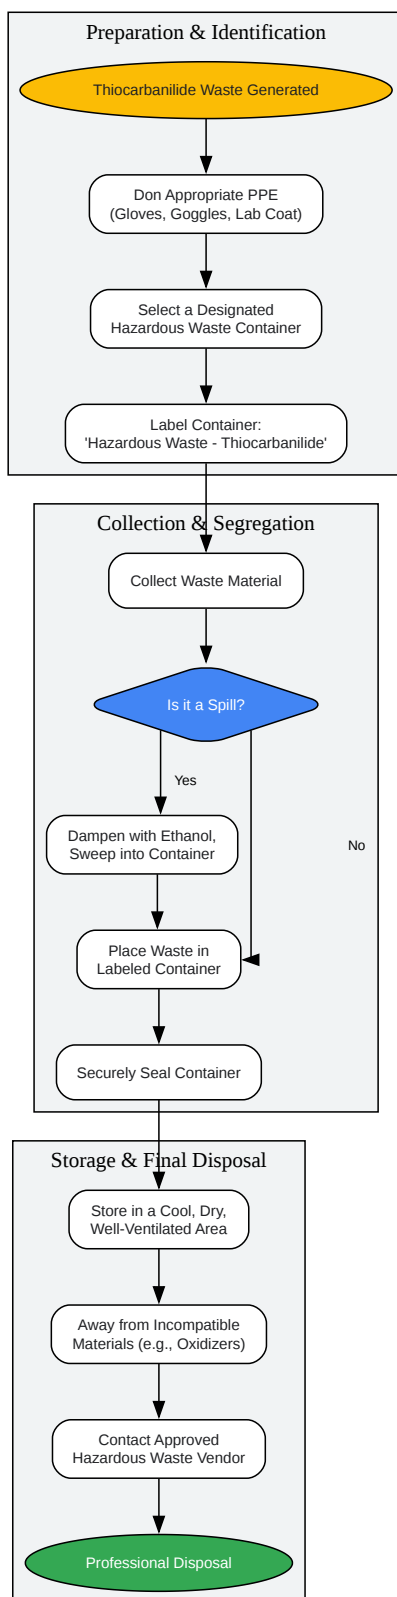 Preparation & Identification
Thiocarbanilide Waste Generated
Don Appropriate PPE
(Gloves, Goggles, Lab Coat)
Select a Designated
Hazardous Waste Container
Label Container:
'Hazardous Waste - Thiocarbanilide'
Collection & Segregation
Collect Waste Material
Is it a Spill?
Yes
Dampen with Ethanol,
Sweep into Container
No
Place Waste in
Labeled Container
Securely Seal Container
Storage & Final Disposal
Store in a Cool, Dry,
Well-Ventilated Area
Away from Incompatible
Materials (e.g., Oxidizers)
Contact Approved
Hazardous Waste Vendor
Professional Disposal